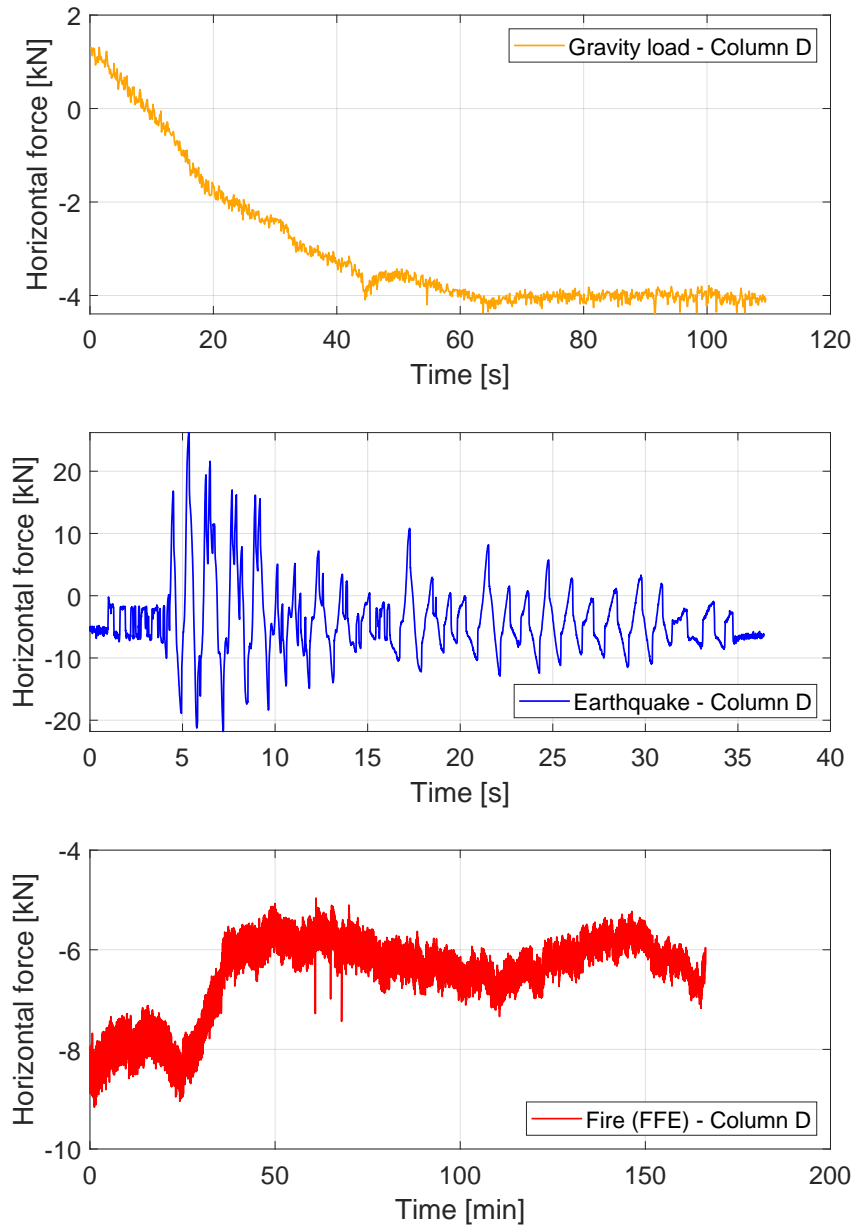 2
0
-2
-4
Horizontal force [kN]
Gravity load - Column D
0 20 40 60 80 100 120
Time [s]
20
10
0
-10
-20
Horizontal force [kN]
Earthquake - Column D
0 5 10 15 20 25 30 35 40
Time [s]
-4
-6
-8
-10
Horizontal force [kN]
Fire (FFE) - Column D
0 50 100 150 200
Time [min]